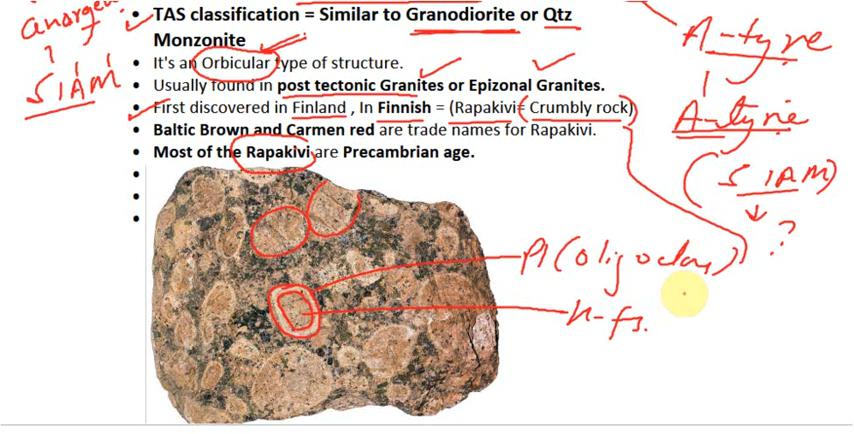 anorgen
?
SIAM
TAS classification = Similar to Granodiorite or Qtz
Monzonite
It's an Orbicular type of structure.
Usually found in post tectonic Granites or Epizonal Granites.
First discovered in Finland , In Finnish = (Rapakivi= Crumbly rock)
Baltic Brown and Carmen red are trade names for Rapakivi.
Most of the Rapakivi are Precambrian age.
A-type
A-type
(SIAM)
?
Pl (oligoclas)
K-fs.